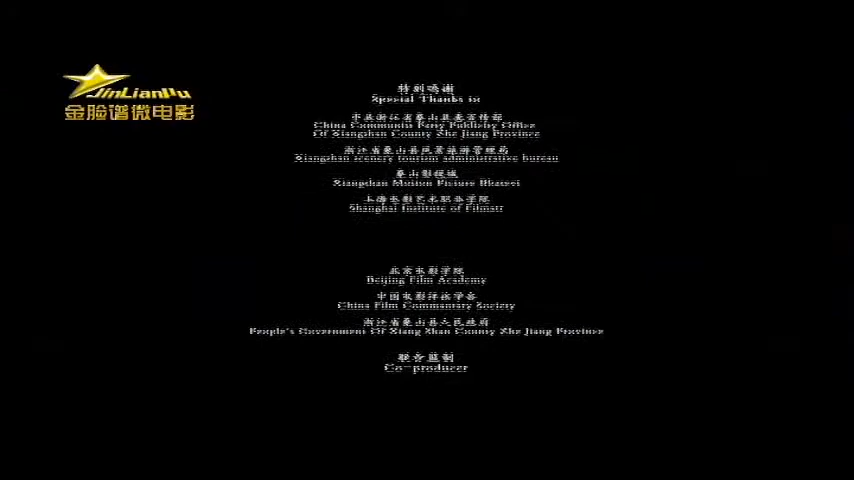 JinLianPu
金脸谱微电影
特别鸣谢
Special Thanks to
中共浙江省象山县委宣传部
China Communist Party Publicity Office
Of Xiangshan County Zhe Jiang Province
浙江省象山县风景旅游管理局
Xiangshan scenery tourism administrative bureau
象山影视城
Xiangshan Motion Picture
上海电影艺术职业学院
Shanghai Institute of
北京电影学院
Beijing Film Academy
中国电影评论学会
China Film Commentary Society
浙江省象山县人民政府
People's Government Of Xiang Shan County Zhe Jiang Province
联合监制
Co-producer